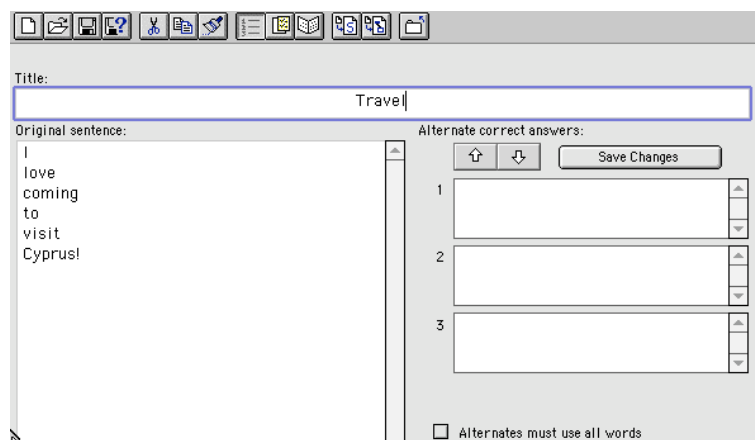 Title:
Travel
Original sentence:
I
love
coming
to
visit
Cyprus!
Alternate correct answers:
Save Changes
1
2
3
Alternates must use all words